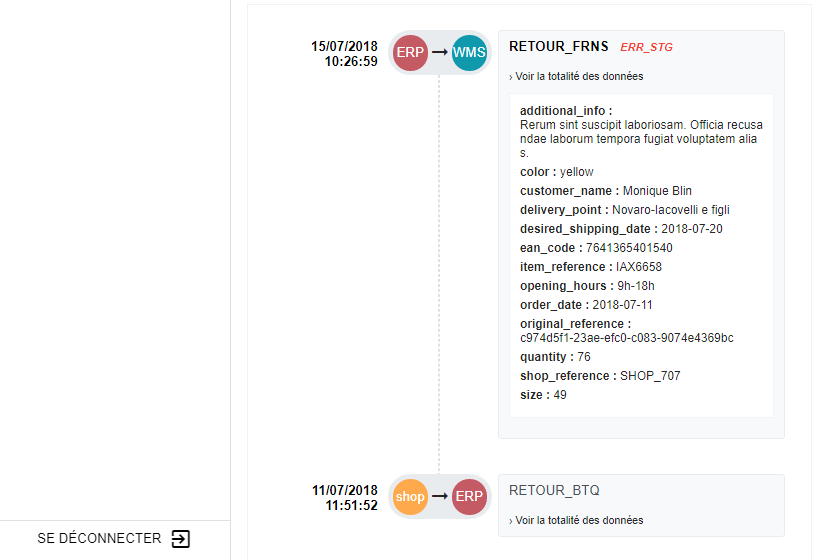 15/07/2018
10:26:59
ERP → WMS
RETOUR_FRNS ERR_STG
› Voir la totalité des données
additional_info :
Rerum sint suscipit laboriosam. Officia recusa
ndae laborum tempora fugiat voluptatem alia
s.
color : yellow
customer_name : Monique Blin
delivery_point : Novaro-Iacovelli e figli
desired_shipping_date : 2018-07-20
ean_code : 7641365401540
item_reference : IAX6658
opening_hours : 9h-18h
order_date : 2018-07-11
original_reference :
c974d5f1-23ae-efc0-c083-9074e4369bc
quantity : 76
shop_reference : SHOP_707
size : 49
11/07/2018
11:51:52
shop → ERP
RETOUR_BTQ
› Voir la totalité des données
SE DÉCONNECTER